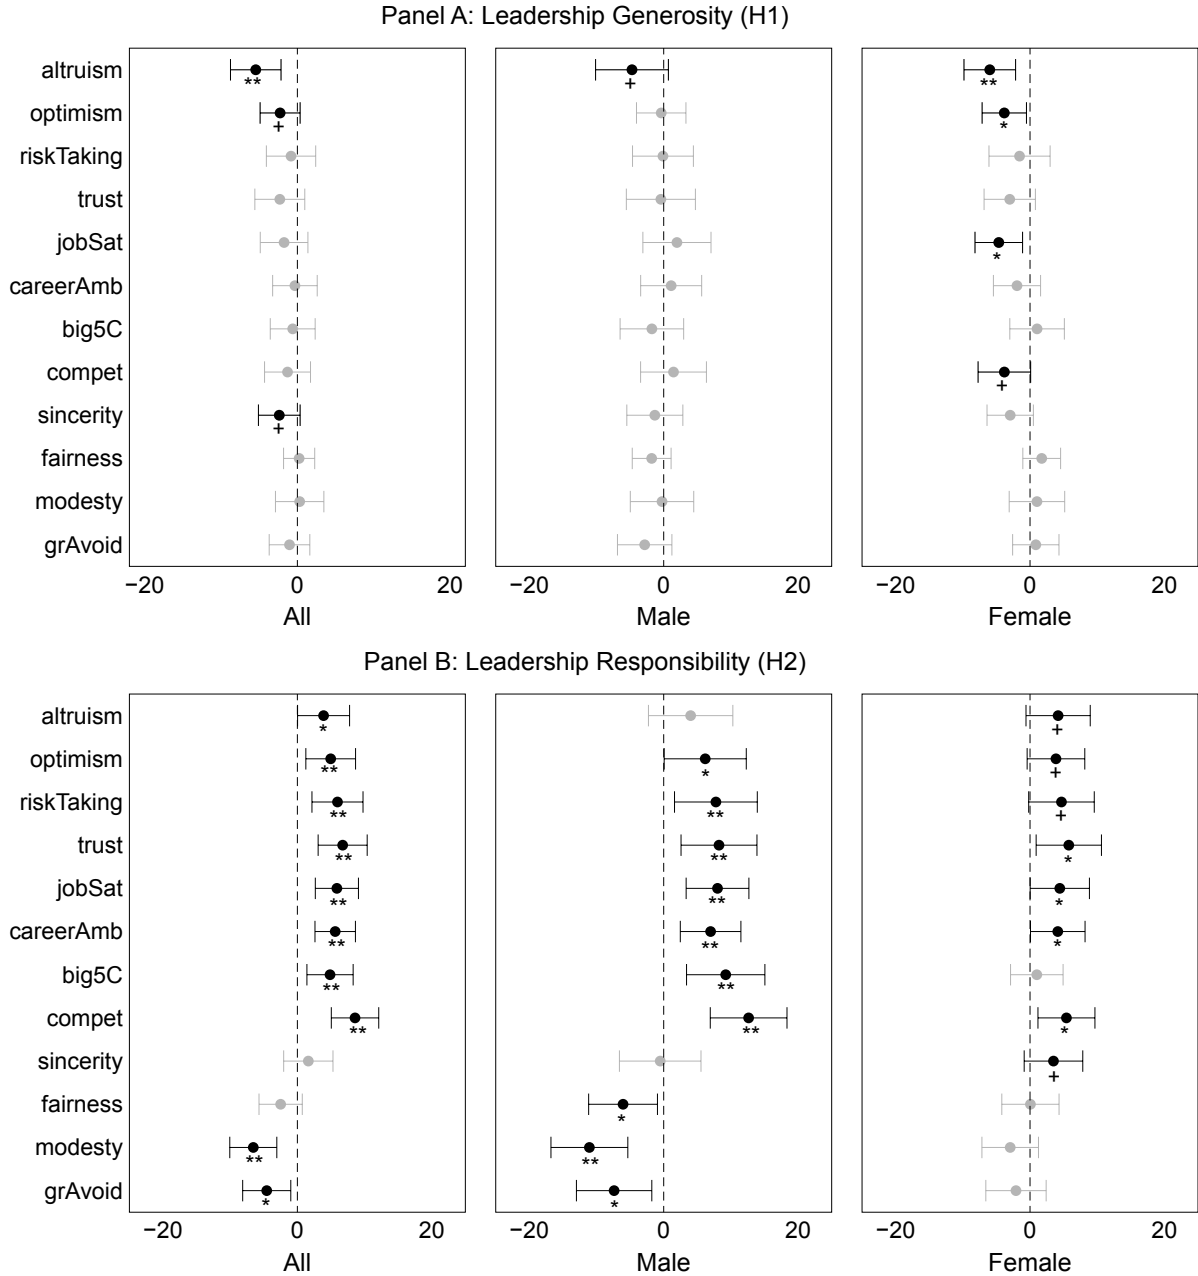 Panel A: Leadership Generosity (H1)
altruism ** + **
optimism + *
riskTaking
trust
jobSat *
careerAmb
big5C
compet +
sincerity +
fairness
modesty
grAvoid
−20 0 20 −20 0 20 −20 0 20
All Male Female
Panel B: Leadership Responsibility (H2)
altruism * +
optimism ** * +
riskTaking ** ** +
trust ** ** *
jobSat ** ** *
careerAmb ** ** *
big5C ** **
compet ** ** *
sincerity +
fairness *
modesty ** **
grAvoid * *
−20 0 20 −20 0 20 −20 0 20
All Male Female